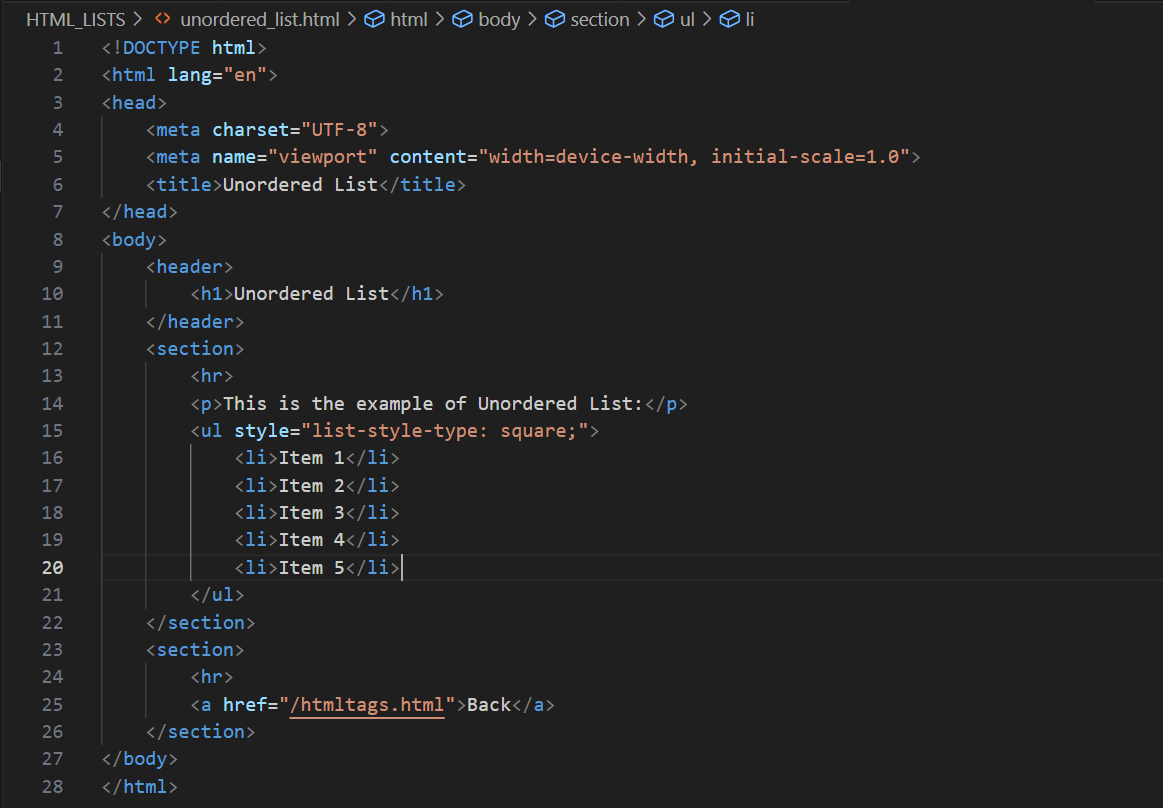 HTML_LISTS > <> unordered_list.html > html > body > section > ul > li
1 <!DOCTYPE html>
2 <html lang="en">
3 <head>
4     <meta charset="UTF-8">
5     <meta name="viewport" content="width=device-width, initial-scale=1.0">
6     <title>Unordered List</title>
7 </head>
8 <body>
9     <header>
10         <h1>Unordered List</h1>
11     </header>
12     <section>
13         <hr>
14         <p>This is the example of Unordered List:</p>
15         <ul style="list-style-type: square;">
16             <li>Item 1</li>
17             <li>Item 2</li>
18             <li>Item 3</li>
19             <li>Item 4</li>
20             <li>Item 5</li>
21         </ul>
22     </section>
23     <section>
24         <hr>
25         <a href="/htmltags.html">Back</a>
26     </section>
27 </body>
28 </html>